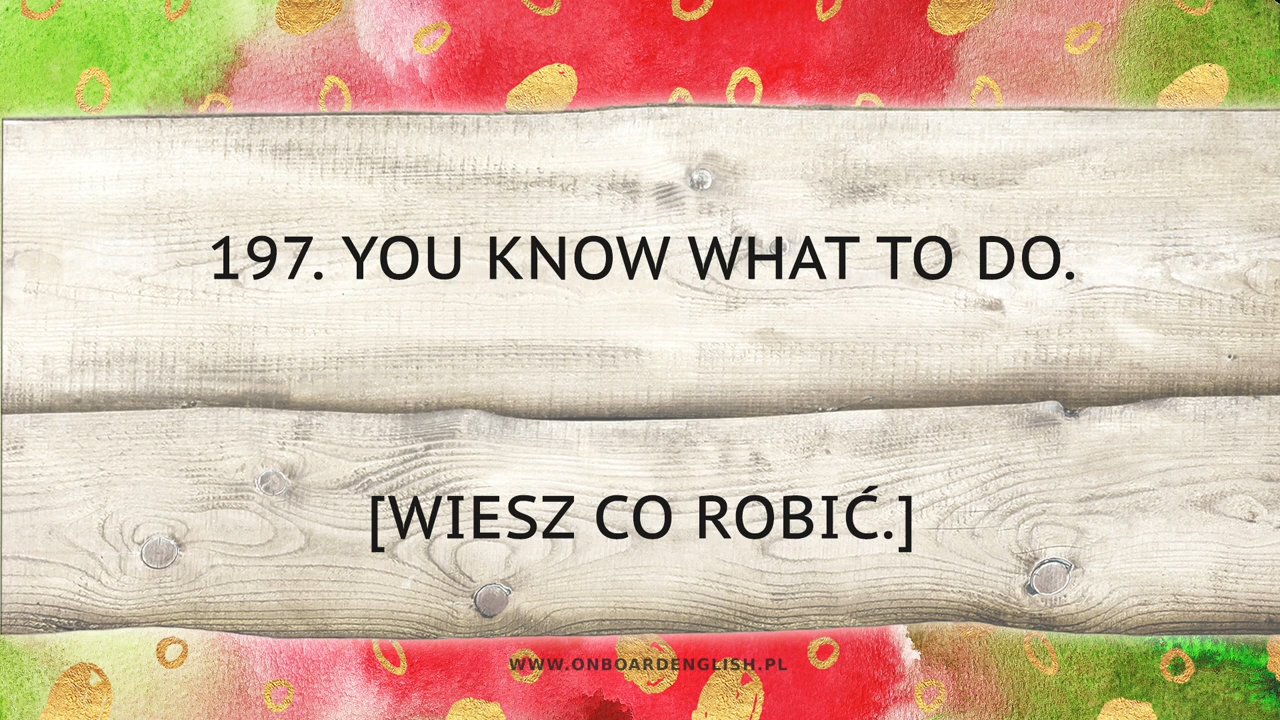 197. YOU KNOW WHAT TO DO.
[WIESZ CO ROBIĆ.]
WWW.ONBOARDENGLISH.PL